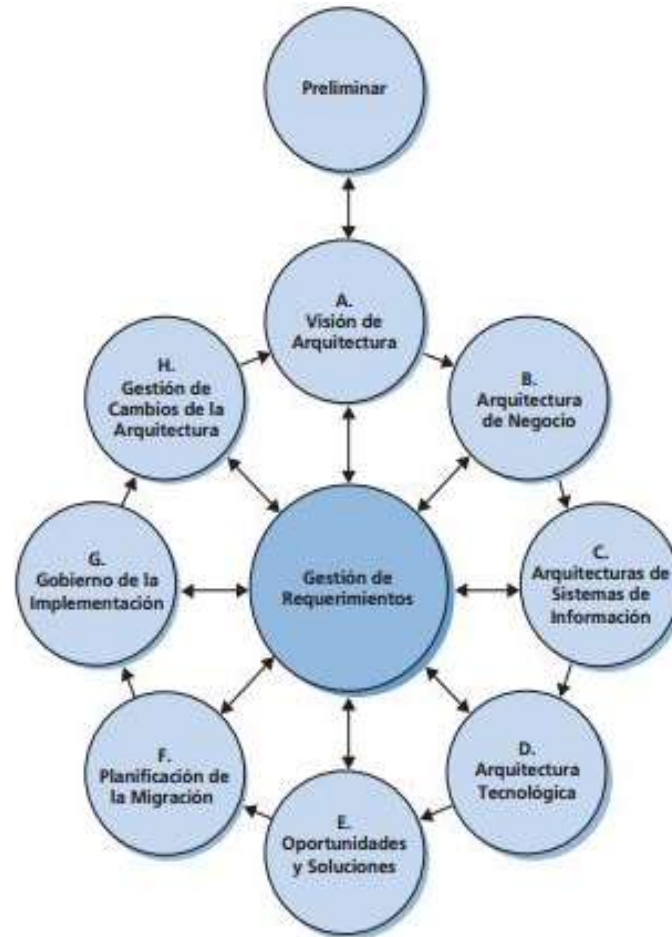 Preliminar
A.
Visión de
Arquitectura
B.
Arquitectura
de Negocio
C.
Arquitecturas de
Sistemas de
Información
D.
Arquitectura
Tecnológica
E.
Oportunidades
y Soluciones
F.
Planificación de
la Migración
G.
Gobierno de la
Implementación
H.
Gestión de
Cambios de la
Arquitectura
Gestión de
Requerimientos